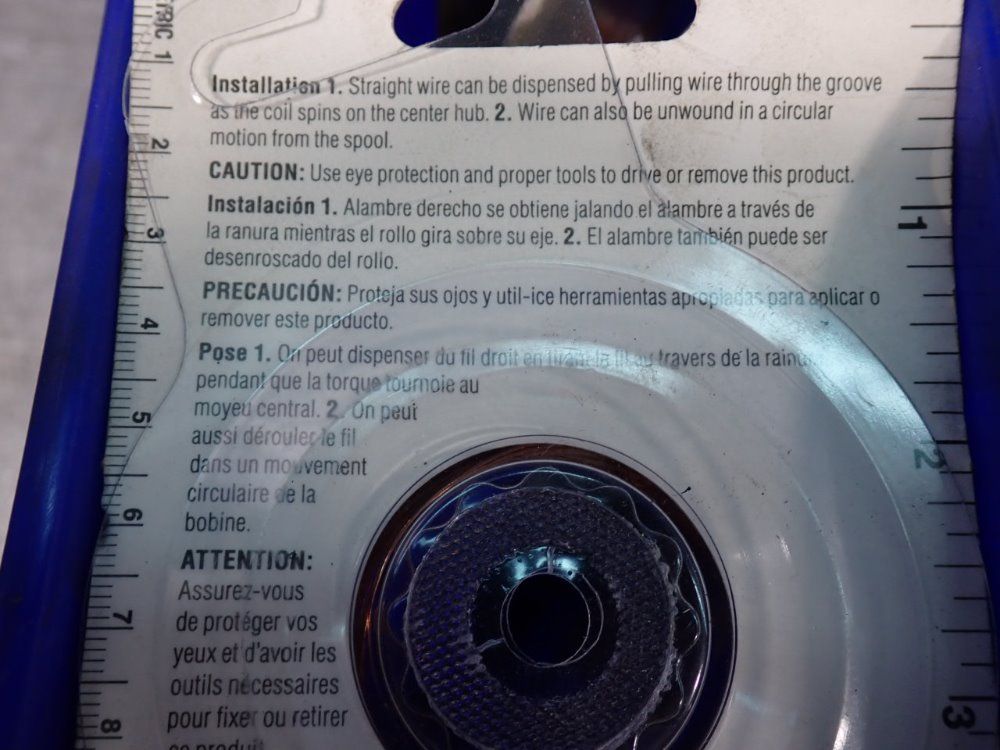 Installation 1. Straight wire can be dispensed by pulling wire through the groove
as the coil spins on the center hub. 2. Wire can also be unwound in a circular
motion from the spool.
CAUTION: Use eye protection and proper tools to drive or remove this product.
Instalación 1. Alambre derecho se obtiene jalando el alambre a través de
la ranura mientras el rollo gira sobre su eje. 2. El alambre también puede ser
desenroscado del rollo.
PRECAUCIÓN: Proteja sus ojos y util-ice herramientas apropiadas para aplicar o
remover este producto.
Pose 1. On peut dispenser du fil droit en tirant le fil au travers de la
pendant que la torque tournoie au
moyeu central. 2. On peut
aussi dérouler le fil
dans un mouvement
circulaire de la
bobine.
ATTENTION:
Assurez-vous
de protéger vos
yeux et d'avoir les
outils nécessaires
pour fixer ou retirer
ce produit
1
2
3
4
5
6
7
8
1
2
3